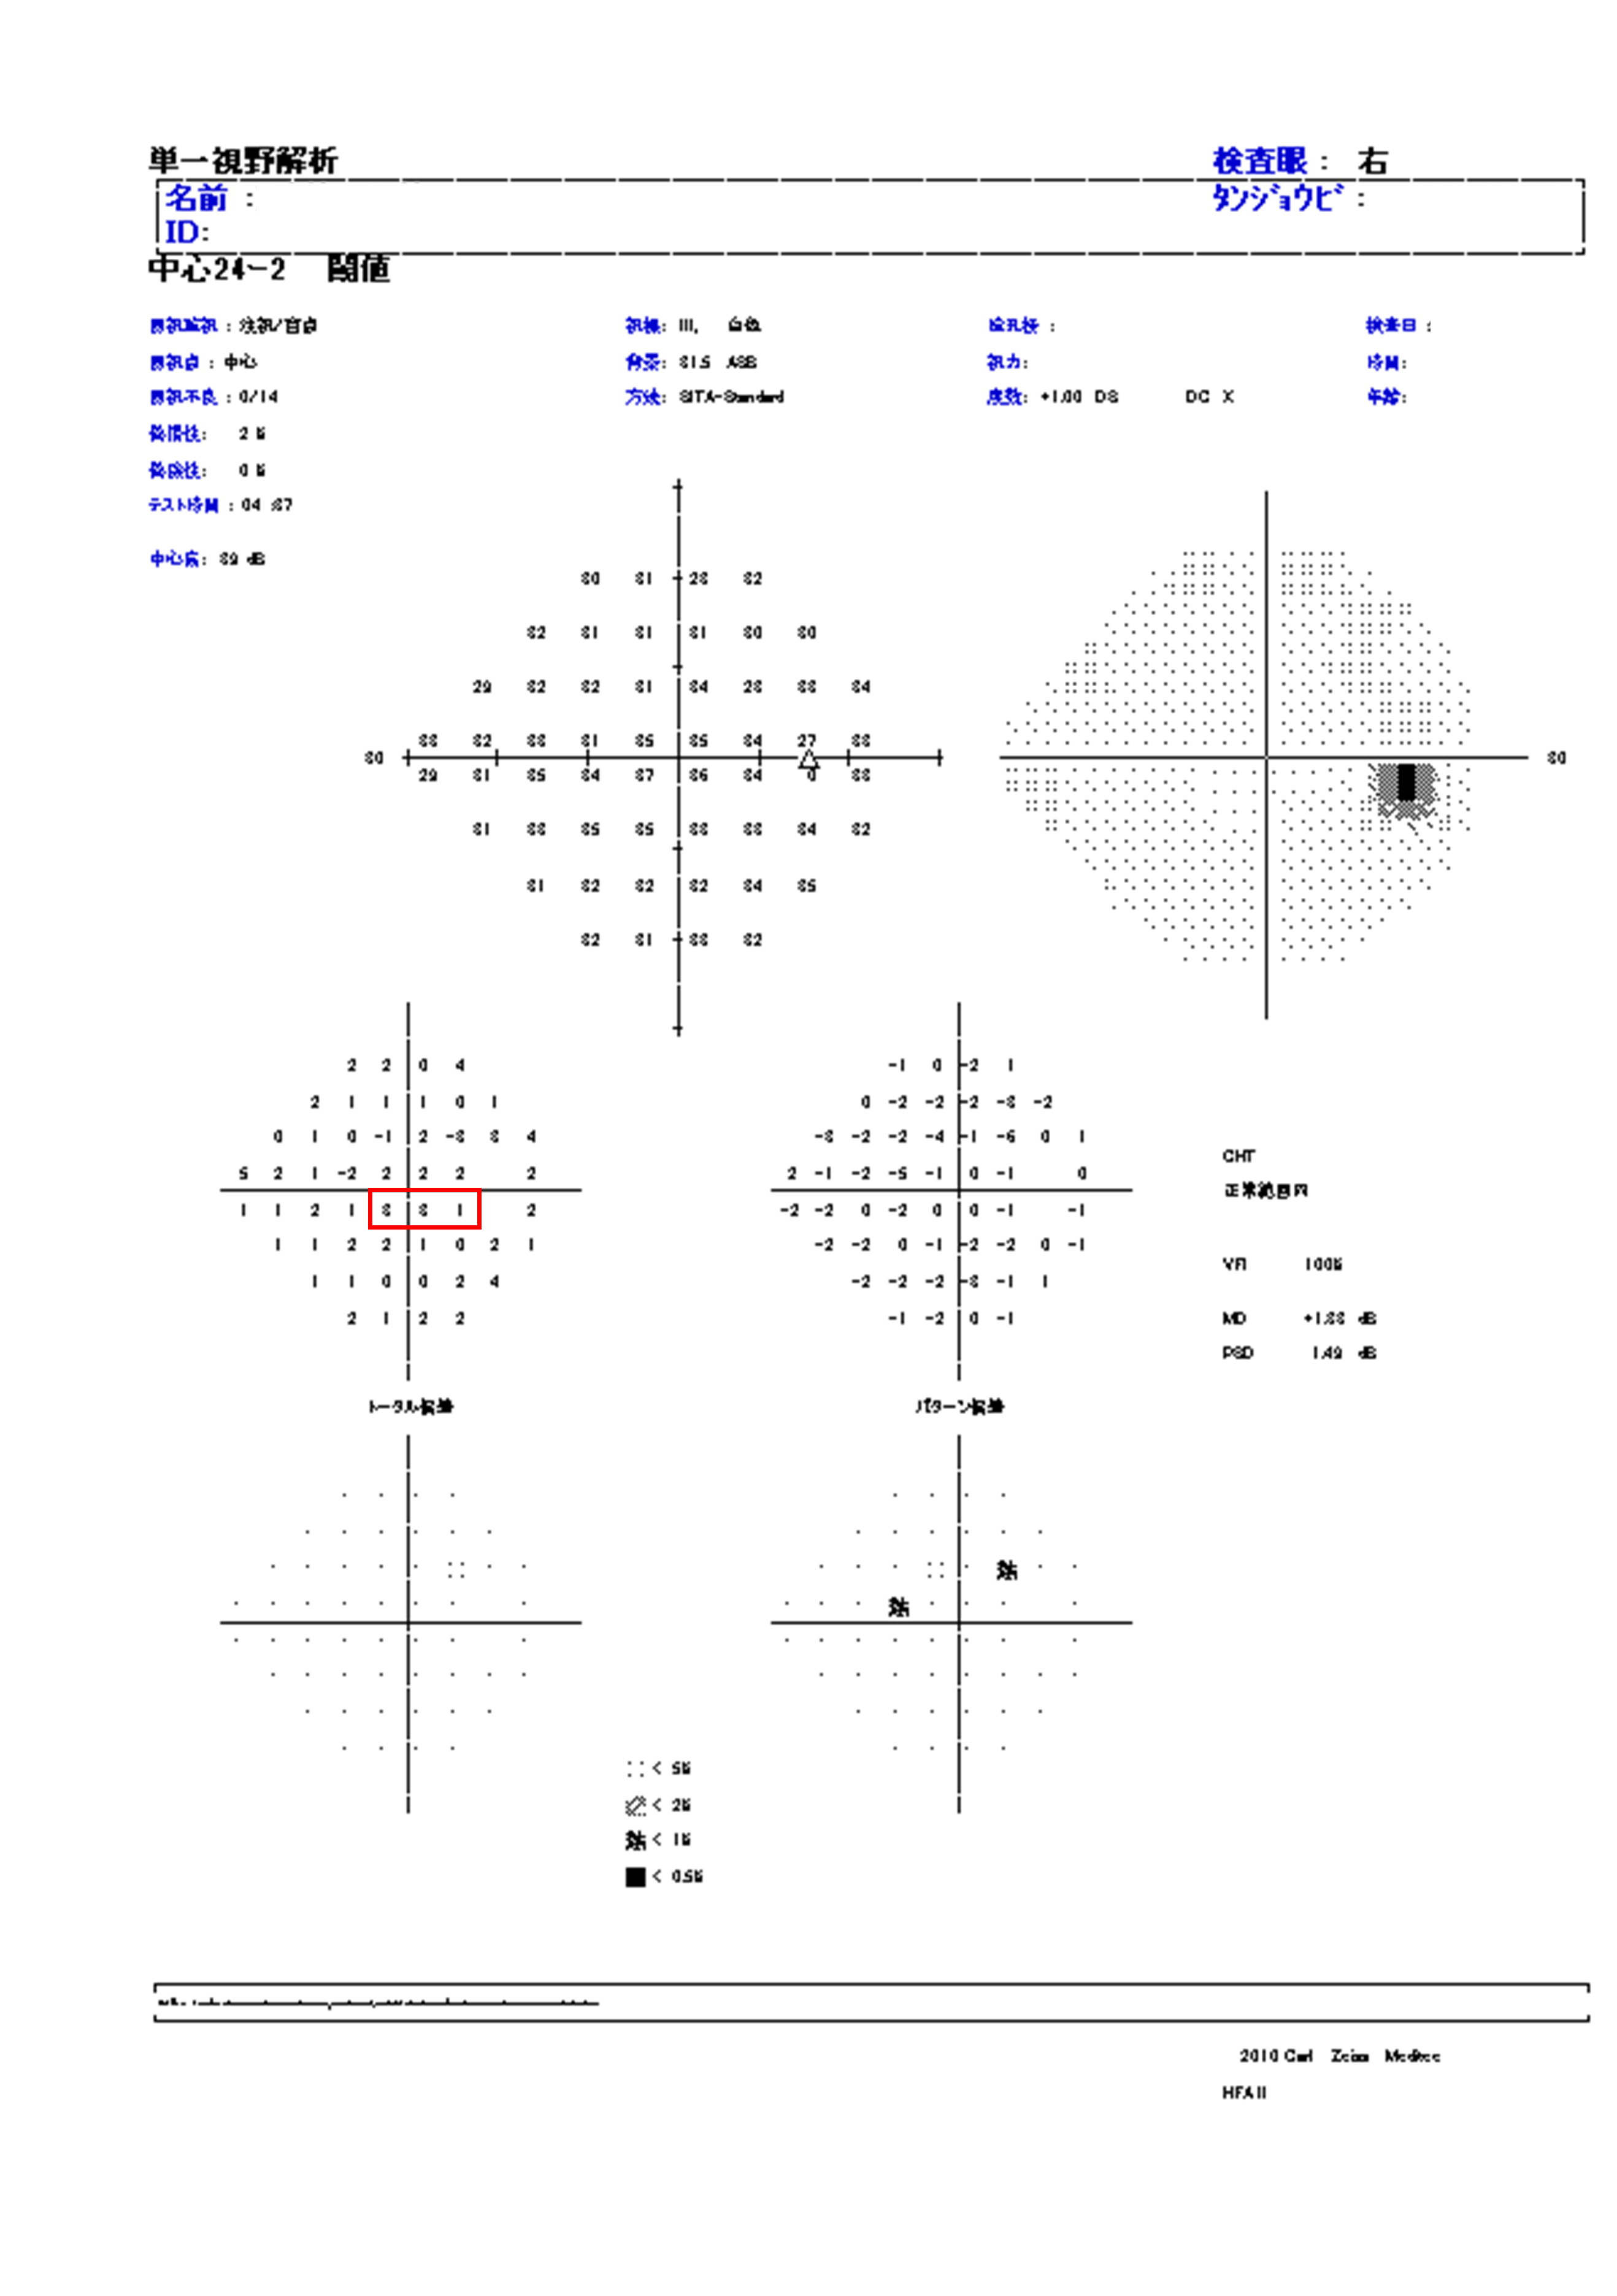 単一視野解析 検査眼： 右
名前： ﾀﾝｼﾞｮｳﾋﾞ：
ID:
中心24-2 閾値
固視監視：注視/盲点 視標: III, 白色 瞳孔径： 検査日：
固視点：中心 背景: 31.5 ASB 視力: 時間:
固視不良：0/14 方法: SITA-Standard 度数: +1.00 DS DC X 年齢:
偽陽性: 2 %
偽陰性: 0 %
テスト時間：04:37
中心窩: 39 dB
30 31 28 32
32 31 31 31 30 30
29 32 32 31 34 28 33 34
33 32 33 31 35 35 34 27 33
30 30
29 31 35 34 37 36 34 0 33
31 33 35 35 33 33 34 32
31 32 32 32 34 35
32 31 33 32
2 2 0 4 -1 0 -2 1
2 1 1 1 0 1 0 -2 -2 -2 -3 -2
0 1 0 -1 2 -3 3 4 -3 -2 -2 -4 -1 -6 0 1
GHT
5 2 1 -2 2 2 2 2 2 -1 -2 -5 -1 0 -1 0
正常範囲内
1 1 2 1 3 3 1 2 -2 -2 0 -2 0 0 -1 -1
1 1 2 2 1 0 2 1 -2 -2 0 -1 -2 -2 0 -1
VFI 100%
1 1 0 0 2 4 -2 -2 -2 -3 -1 1
2 1 2 2 -1 -2 0 -1
MD dB
PSD 1.49 dB
トータル偏差 パターン偏差
< 5%
< 2%
< 1%
< 0.5%
2010 Carl Zeiss Meditec
HFA II